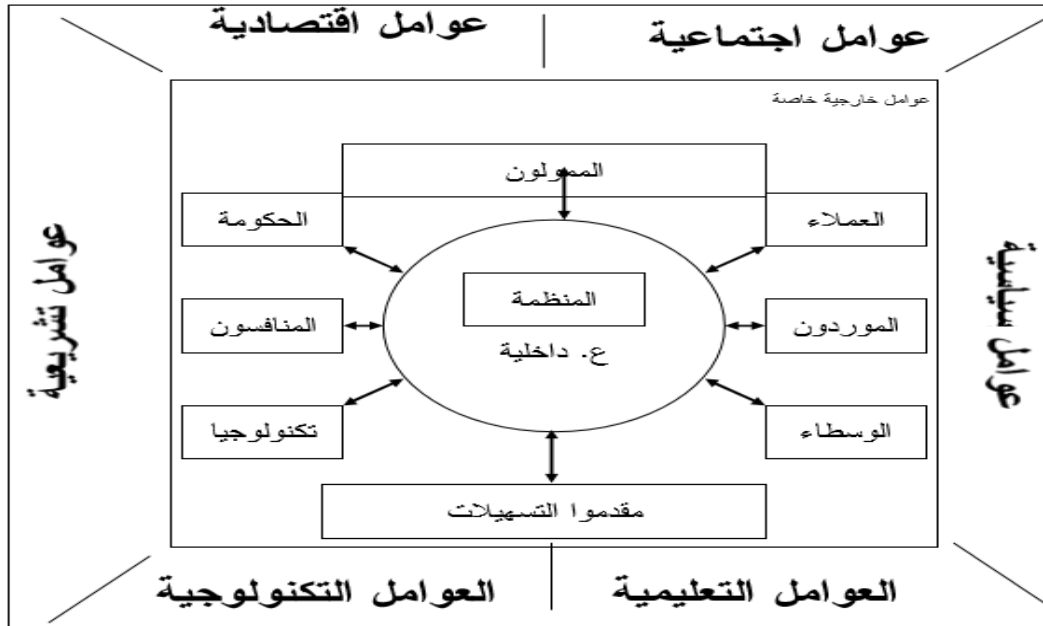 عوامل اجتماعية
عوامل اقتصادية
عوامل خارجية خاصة
الممولون
العملاء
الحكومة
عوامل سياسية
عوامل تشريعية
المنظمة
الموردون
المنافسون
ع. داخلية
الوسطاء
تكنولوجيا
مقدموا التسهيلات
العوامل التعليمية
العوامل التكنولوجية